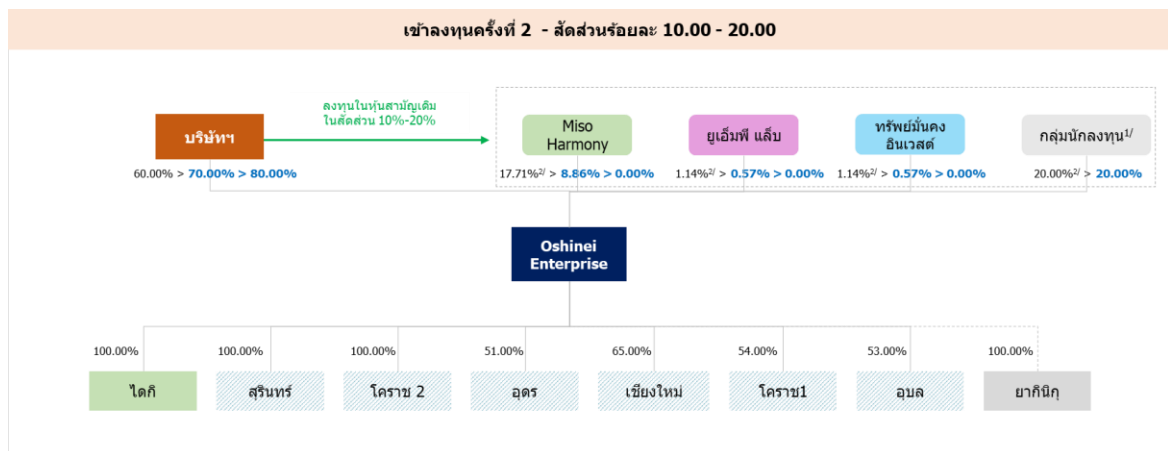 เข้าลงทุนครั้งที่ 2 - สัดส่วนร้อยละ 10.00 - 20.00
ลงทุนในหุ้นสามัญเดิม
ในสัดส่วน 10%-20%
บริษัทฯ
Miso
Harmony
ยูเอ็มพี แล็บ
ทรัพย์มั่นคง
อินเวสต์
กลุ่มนักลงทุน1/
60.00% > 70.00% > 80.00%
17.71%2/ > 8.86% > 0.00%
1.14%2/ > 0.57% > 0.00%
1.14%2/ > 0.57% > 0.00%
20.00%2/ > 20.00%
Oshinei
Enterprise
100.00%
100.00%
100.00%
51.00%
65.00%
54.00%
53.00%
100.00%
ไดกิ
สุรินทร์
โคราช 2
อุดร
เชียงใหม่
โคราช1
อุบล
ยากินิกุ